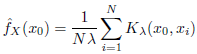 $$\hat{f}_X(x_0) = \frac{1}{N\lambda} \sum_{i=1}^{N} K_\lambda(x_0, x_i)$$